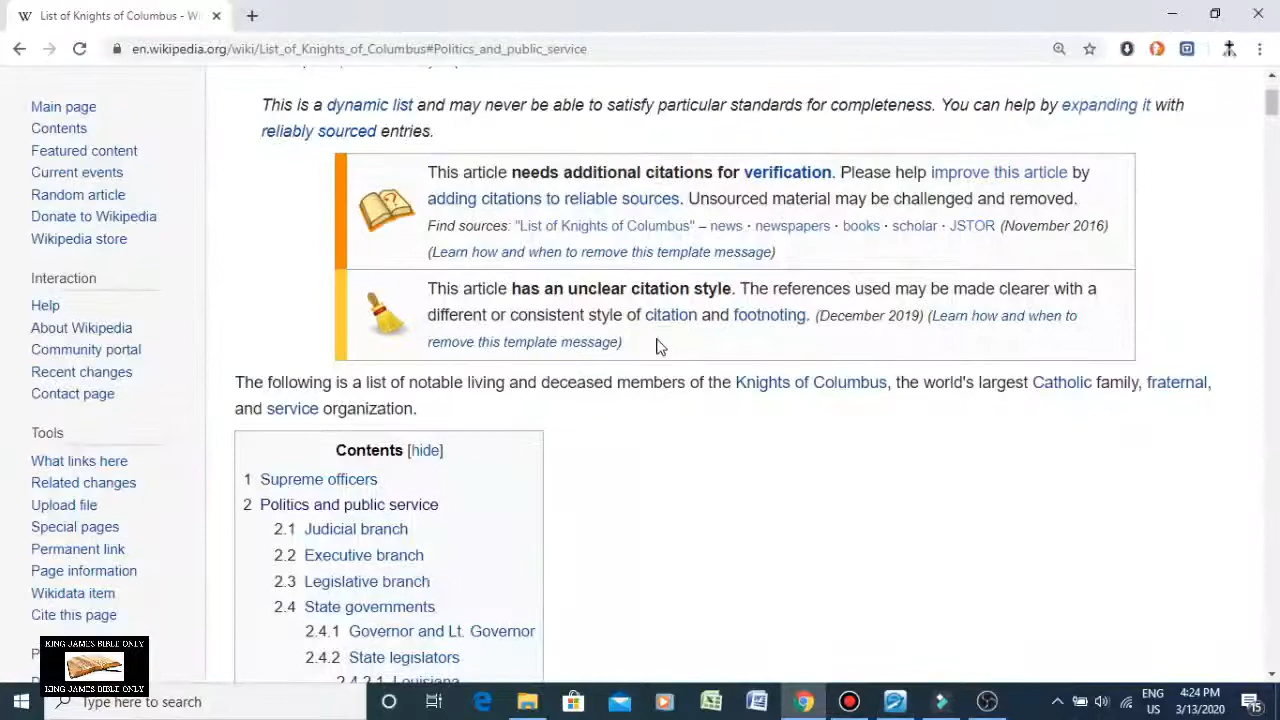 List of Knights of Columbus - Wi
en.wikipedia.org/wiki/List_of_Knights_of_Columbus#Politics_and_public_service
Main page
Contents
Featured content
Current events
Random article
Donate to Wikipedia
Wikipedia store
Interaction
Help
About Wikipedia
Community portal
Recent changes
Contact page
Tools
What links here
Related changes
Upload file
Special pages
Permanent link
Page information
Wikidata item
Cite this page
This is a dynamic list and may never be able to satisfy particular standards for completeness. You can help by expanding it with
reliably sourced entries.
This article needs additional citations for verification. Please help improve this article by
adding citations to reliable sources. Unsourced material may be challenged and removed.
Find sources: "List of Knights of Columbus" – news · newspapers · books · scholar · JSTOR (November 2016)
(Learn how and when to remove this template message)
This article has an unclear citation style. The references used may be made clearer with a
different or consistent style of citation and footnoting. (December 2019) (Learn how and when to
remove this template message)
The following is a list of notable living and deceased members of the Knights of Columbus, the world's largest Catholic family, fraternal,
and service organization.
Contents [hide]
1 Supreme officers
2 Politics and public service
2.1 Judicial branch
2.2 Executive branch
2.3 Legislative branch
2.4 State governments
2.4.1 Governor and Lt. Governor
2.4.2 State legislators
2.4.2.1 Louisiana
KING JAMES BIBLE ONLY
KING JAMES BIBLE ONLY
Type here to search
ENG
US
4:24 PM
3/13/2020
15